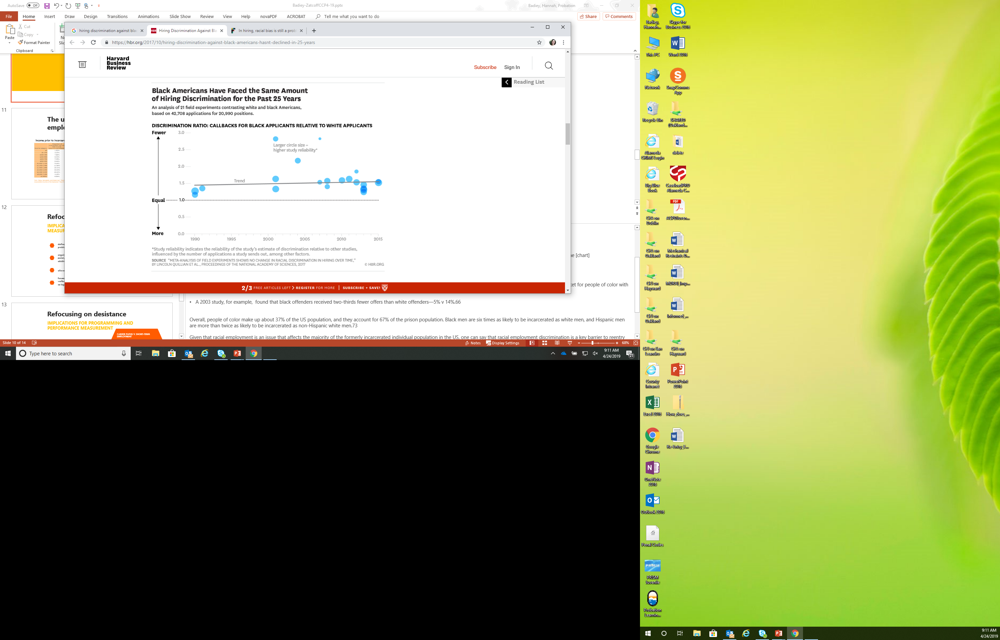 AutoSave Off
Badiey-ZatcoffCCP4-19.pptx
Badiey, Hannah, Probation
File Home Insert Draw Design Transitions Animations Slide Show Review View Help novaPDF ACROBAT Tell me what you want to do
Share Comments
Paste
Cut
Copy
Format Painter
Clipboard
hiring discrimination against blac
HBR Hiring Discrimination Against Bla
In hiring, racial bias is still a prob
https://hbr.org/2017/10/hiring-discrimination-against-black-americans-hasnt-declined-in-25-years
Harvard
Business
Review
Subscribe Sign In
Reading List
Black Americans Have Faced the Same Amount
of Hiring Discrimination for the Past 25 Years
An analysis of 21 field experiments contrasting white and black Americans,
based on 42,708 applications for 20,990 positions.
DISCRIMINATION RATIO: CALLBACKS FOR BLACK APPLICANTS RELATIVE TO WHITE APPLICANTS
Fewer 3.0
Larger circle size =
higher study reliability*
2.5
2.0
Trend
1.5
Equal 1.0
0.5
More 0.0
1990 1995 2000 2005 2010 2015
*Study reliability indicates the reliability of the study's estimate of discrimination relative to other studies,
influenced by the number of applications a study sends out, among other factors.
SOURCE "META-ANALYSIS OF FIELD EXPERIMENTS SHOWS NO CHANGE IN RACIAL DISCRIMINATION IN HIRING OVER TIME,"
BY LINCOLN QUILLIAN ET AL., PROCEEDINGS OF THE NATIONAL ACADEMY OF SCIENCES, 2017 © HBR.ORG
2/3 FREE ARTICLES LEFT REGISTER FOR MORE | SUBSCRIBE + SAVE!
11
The u
emplo
Income prior to incarcer
12
Refoc
IMPLICA
MEASUR
13
Refocusing on desistance
IMPLICATIONS FOR PROGRAMMING AND
PERFORMANCE MEASUREMENT
CAREER PATHS V. SHORT-TERM
EMPLOYMENT
ne [chart]
ket for people of color with
• A 2003 study, for example, found that black offenders received two-thirds fewer offers than white offenders—5% v 14%.66
Overall, people of color make up about 37% of the US population, and they account for 67% of the prison population. Black men are six times as likely to be incarcerated as white men, and Hispanic men
are more than twice as likely to be incarcerated as non-Hispanic white men.73
Given that racial employment is an issue that affects the majority of the formerly incarcerated individual population in the US, one can say that racial employment discrimination is a key barrier to reentry
Slide 10 of 14
Notes Display Settings 68%
Type here to search
9:11 AM
4/24/2019
21
Badiey,
Hannah...
Skype for
Business 2016
This PC
Word 2016
Network
SnapComms
App
Recycle Bin
SHARED
(Oakland...
Alameda
CRIMS Login
delete
Big Blue
Book
CaseloadPRO
Alameda C...
CFA on
Dublin
PDF
ACPDJuven...
CFA on
Oakland
Mechanical
Restraints D...
CFJ on
Hayward
MDRAI_Imp...
CFJ on
Oakland
Informed_...
CFJ on San
Leandro
CFA on
Hayward
County
Intranet
PowerPoint
2016
Excel 2016
How_does_...
Google
Chrome
Re-Entry_E...
OneNote
2016
Outlook 2016
Penal Codes
PRISM
PRISM
Juvenile
Probation
Learnin...
9:11 AM
4/24/2019